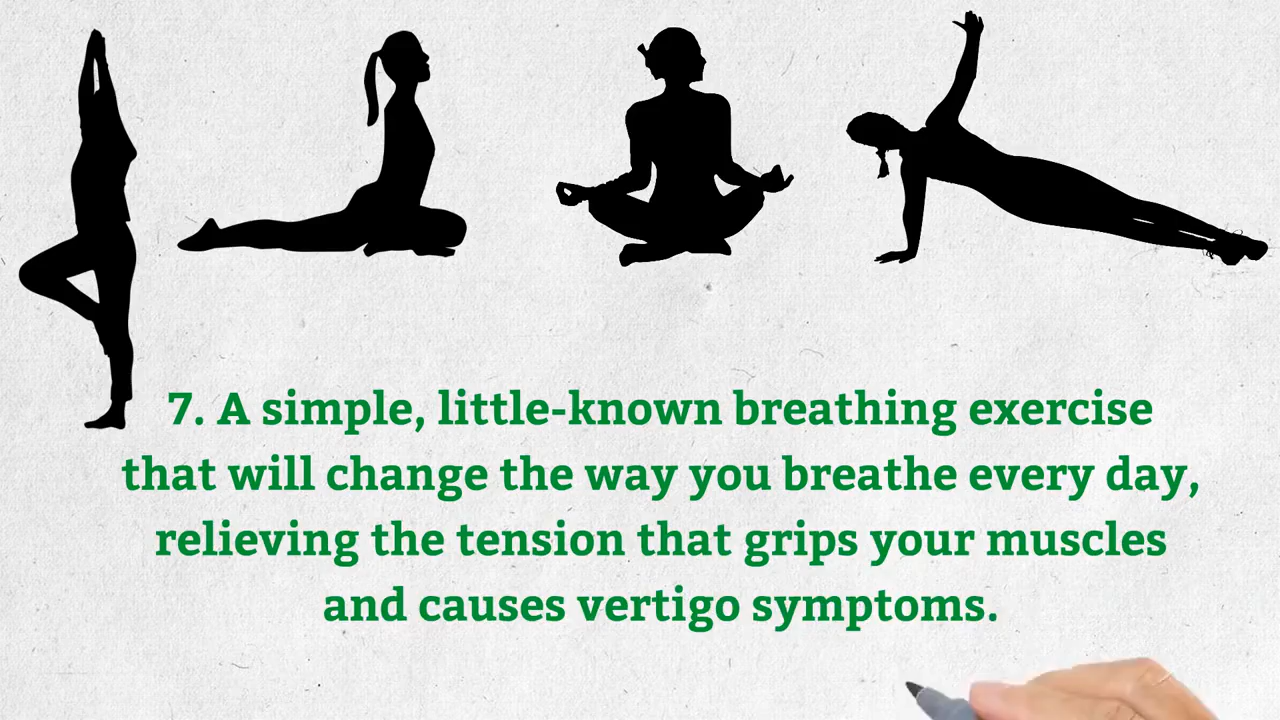 7. A simple, little-known breathing exercise
that will change the way you breathe every day,
relieving the tension that grips your muscles
and causes vertigo symptoms.